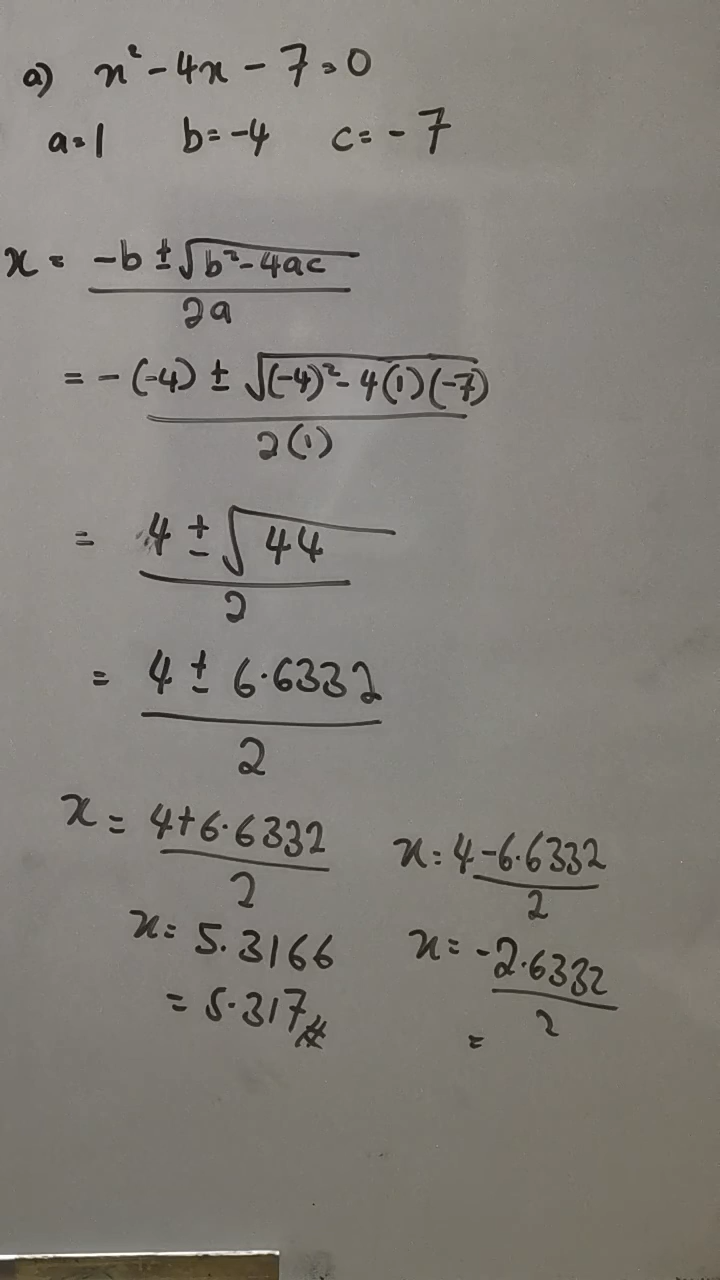 a) x² - 4x - 7 = 0
a = 1 b = -4 c = -7
x = -b ± √b² - 4ac
2a
= -(-4) ± √(-4)² - 4(1)(-7)
2(1)
= 4 ± √44
2
= 4 ± 6.6332
2
x = 4 + 6.6332
2
x = 5.3166
= 5.317 //
x = 4 - 6.6332
2
x = -2.6332
2
=